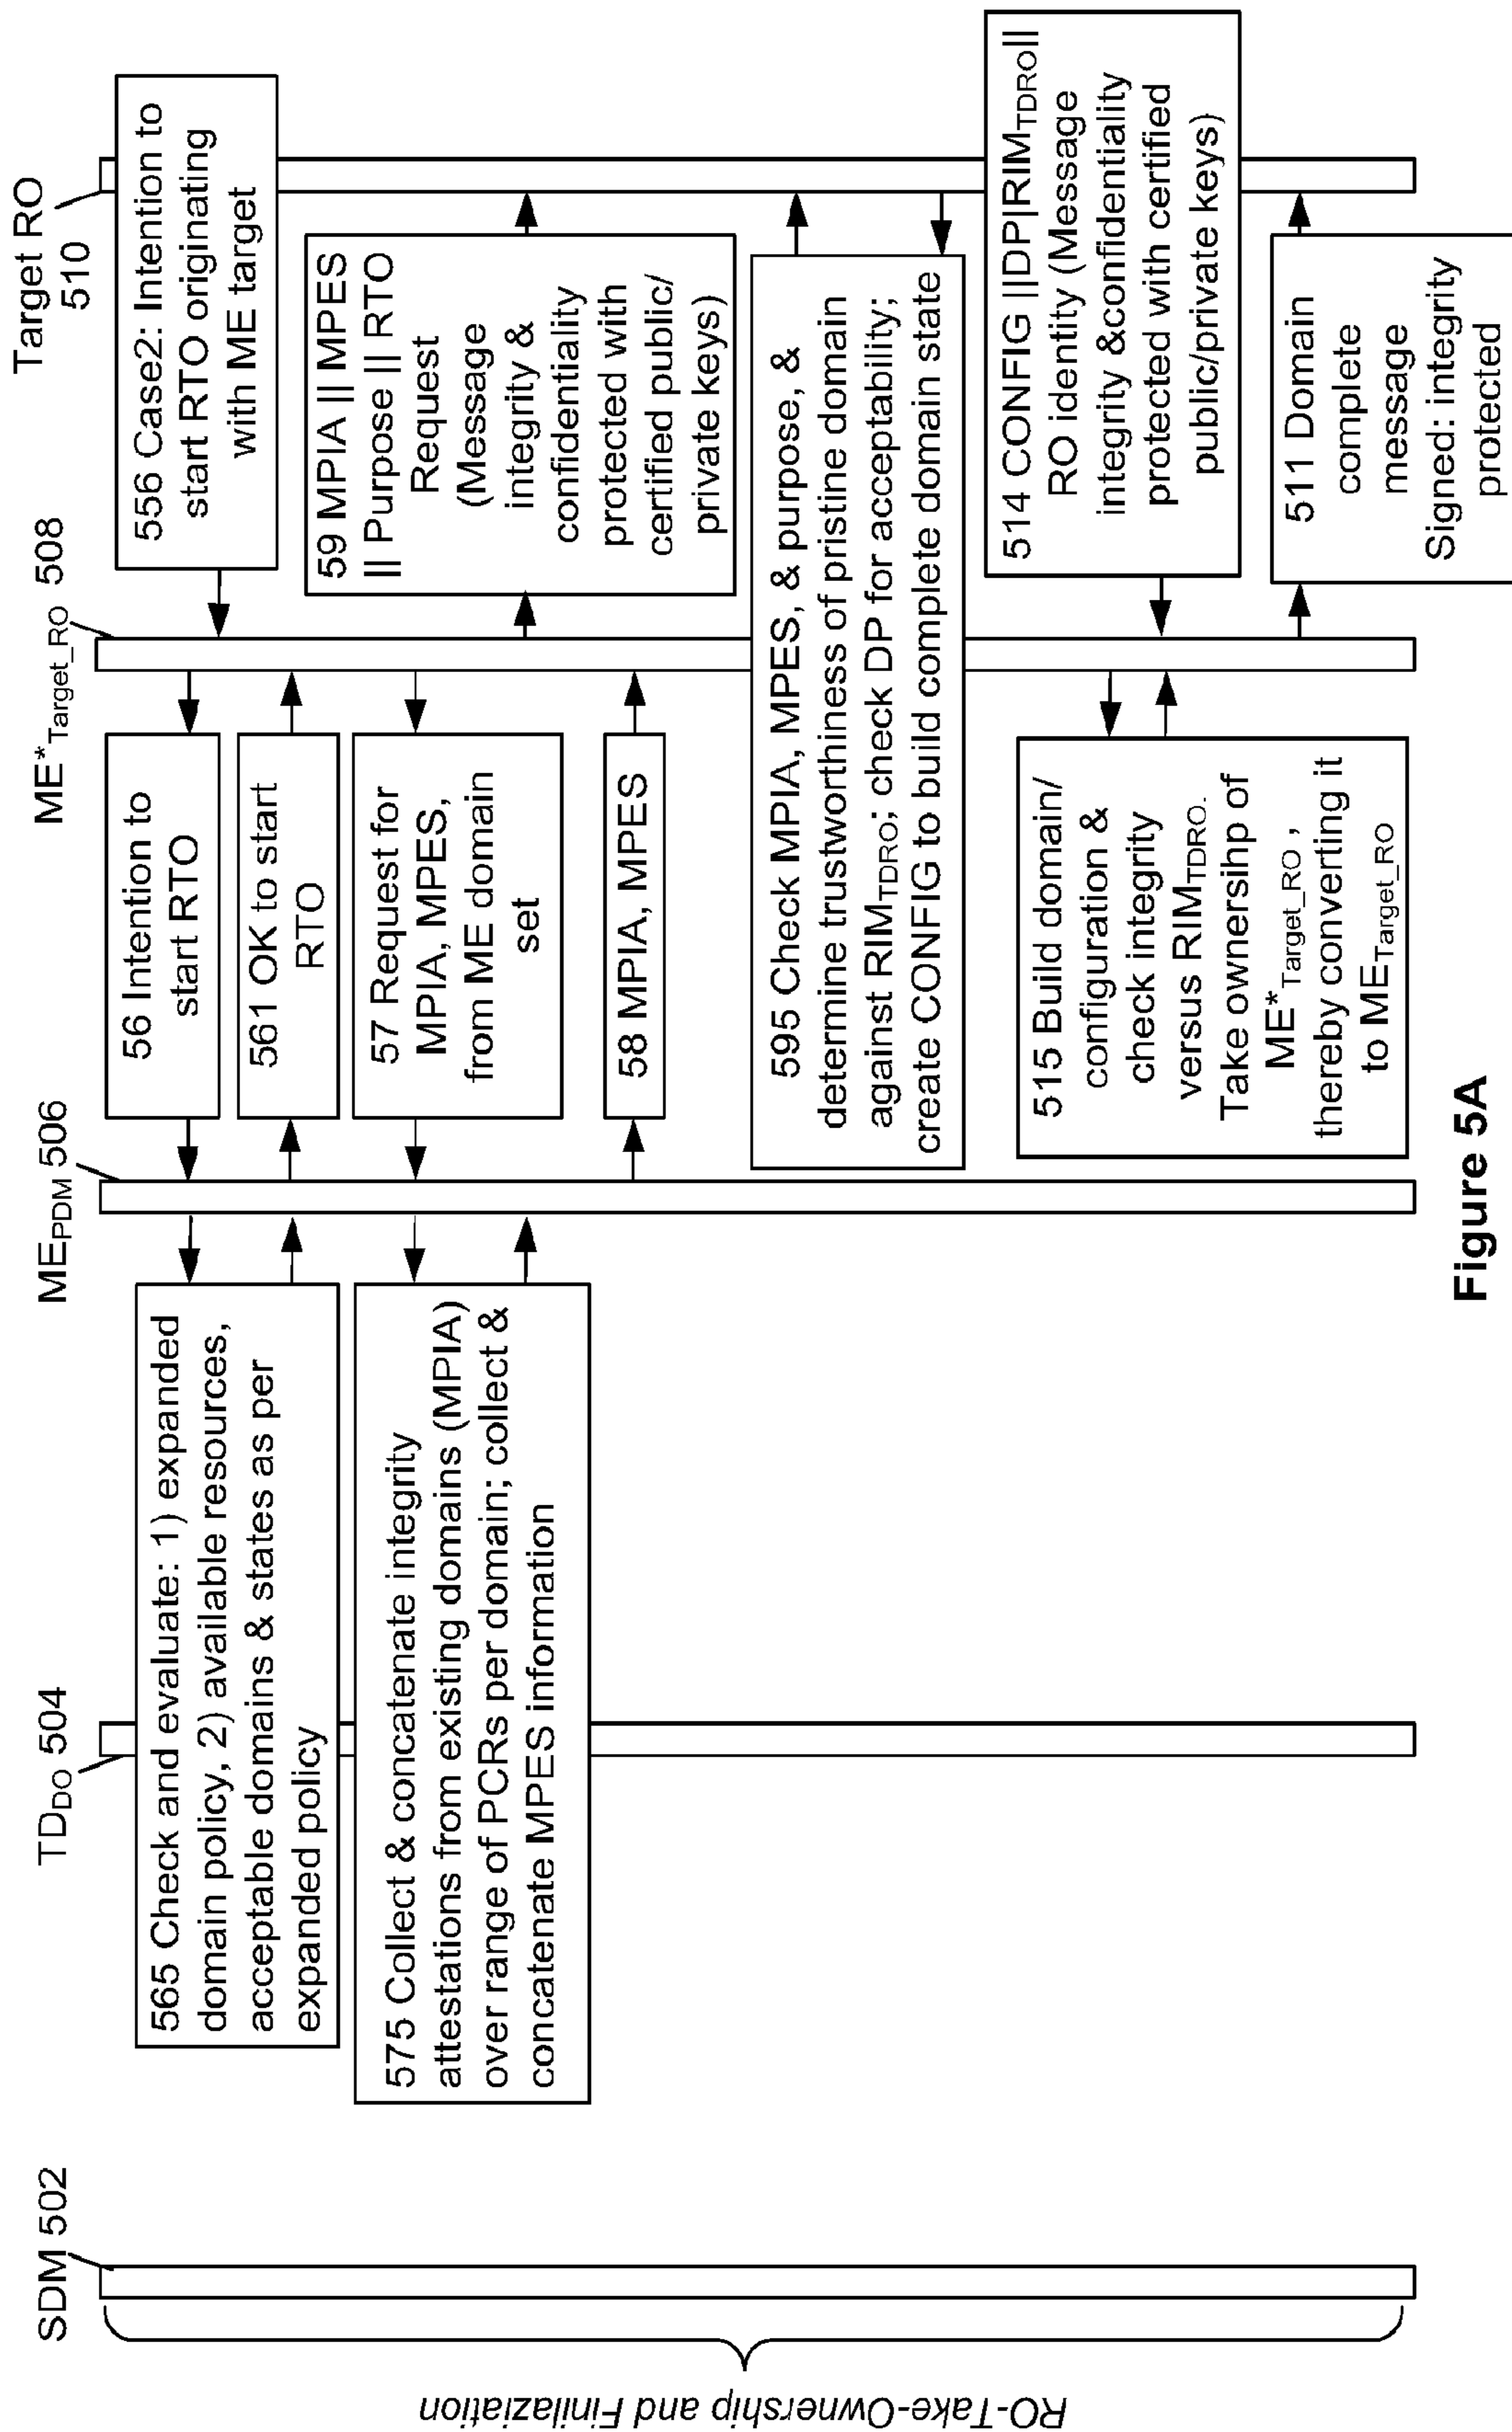 RO-Take-Ownership and Finilaziation
SDM 502
TDDO 504
MEPDM 506
ME*Target_RO 508
Target RO
510
556 Case2: Intention to
start RTO originating
with ME target
56 Intention to
start RTO
565 Check and evaluate: 1) expanded
domain policy, 2) available resources,
acceptable domains & states as per
expanded policy
561 OK to start
RTO
57 Request for
MPIA, MPES,
from ME domain
set
575 Collect & concatenate integrity
attestations from existing domains (MPIA)
over range of PCRs per domain; collect &
concatenate MPES information
58 MPIA, MPES
59 MPIA || MPES
|| Purpose || RTO
Request
(Message
integrity &
confidentiality
protected with
certified public/
private keys)
595 Check MPIA, MPES, & purpose, &
determine trustworthiness of pristine domain
against RIMTDRO; check DP for acceptability;
create CONFIG to build complete domain state
514 CONFIG ||DP|RIMTDRO||
RO identity (Message
integrity &confidentiality
protected with certified
public/private keys)
515 Build domain/
configuration &
check integrity
versus RIMTDRO.
Take ownersihp of
ME*Target_RO ,
thereby converting it
to METarget_RO
511 Domain
complete
message
Signed: integrity
protected
Figure 5A